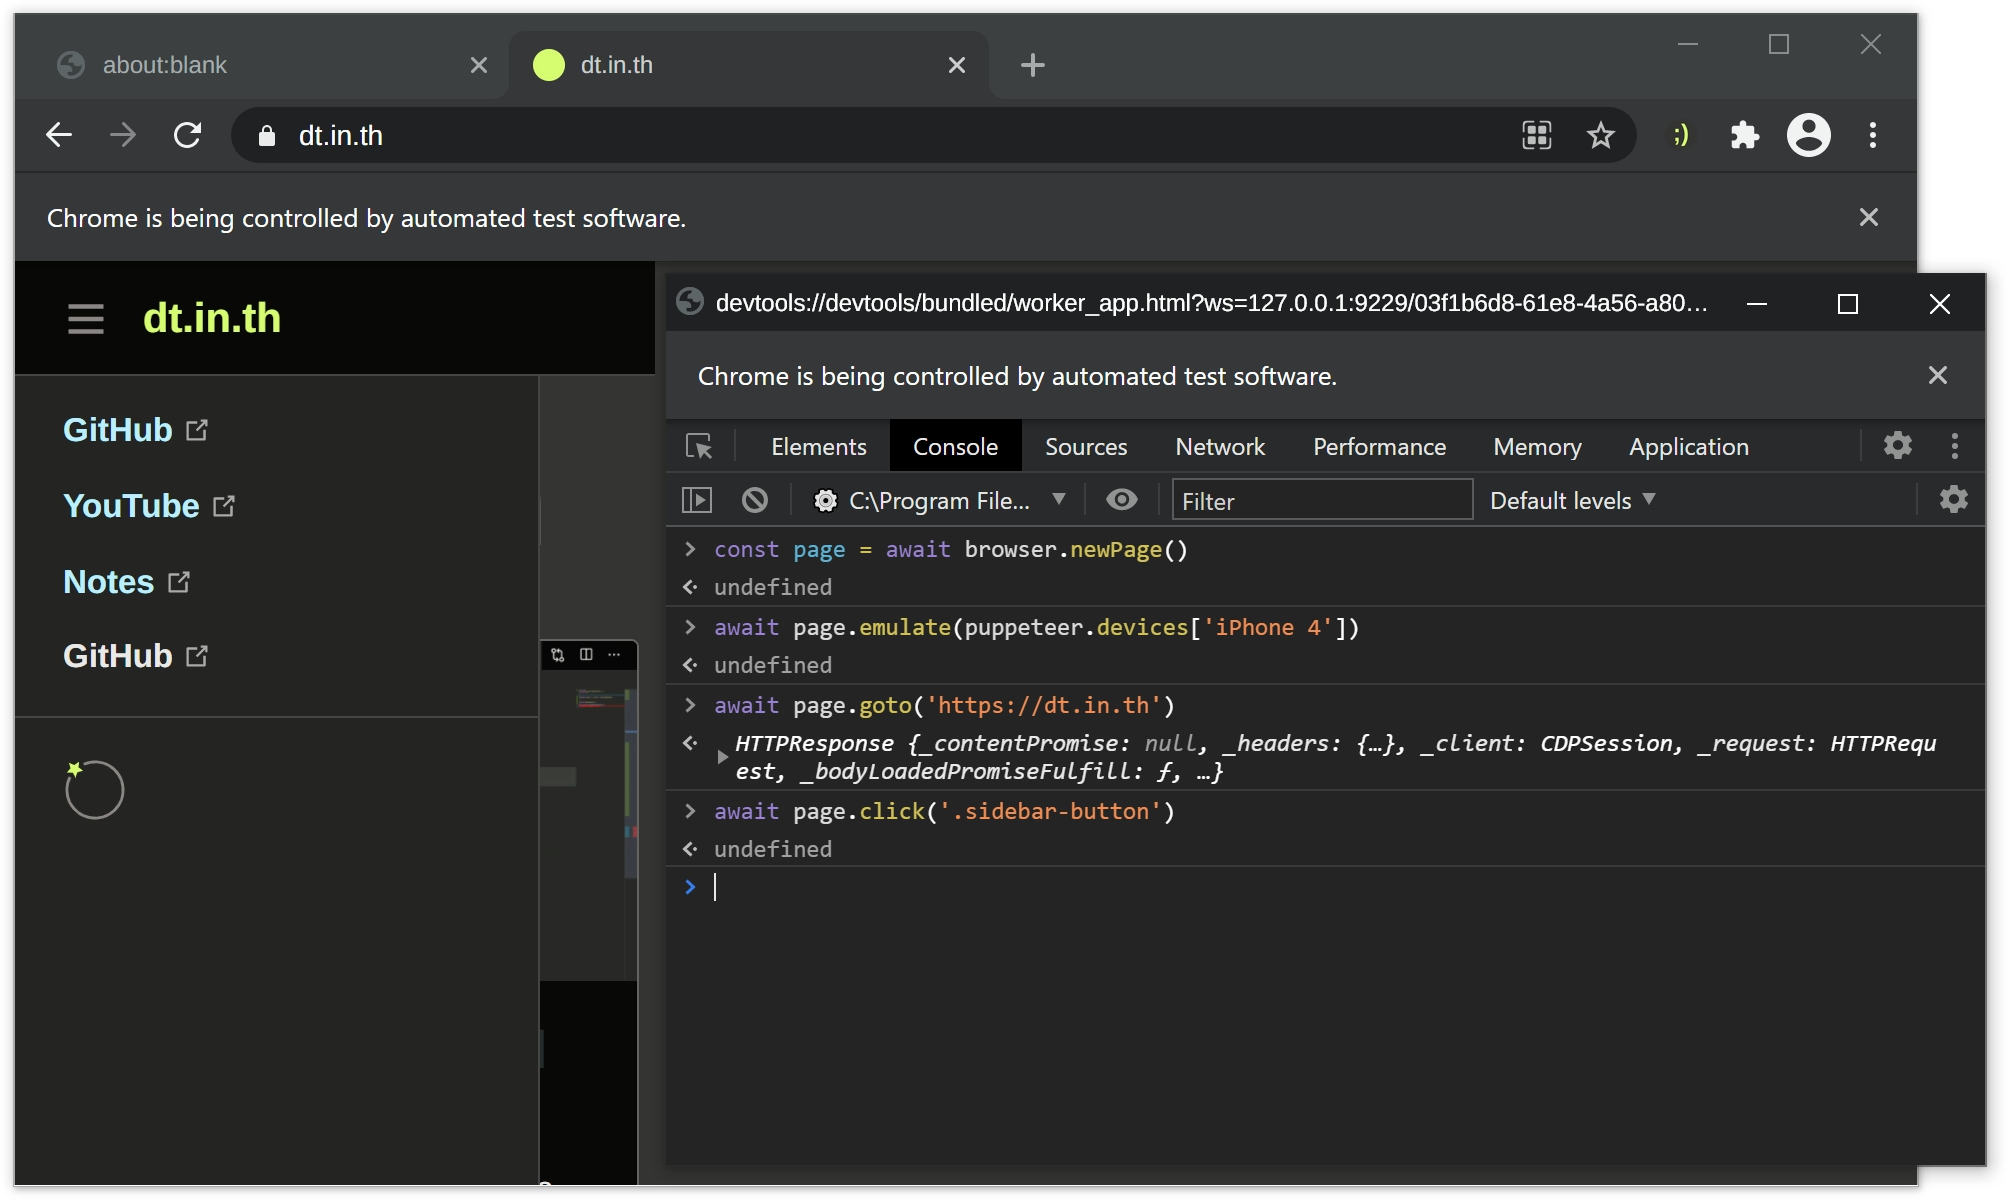 about:blank
dt.in.th
dt.in.th
;)
Chrome is being controlled by automated test software.
dt.in.th
GitHub
YouTube
Notes
GitHub
devtools://devtools/bundled/worker_app.html?ws=127.0.0.1:9229/03f1b6d8-61e8-4a56-a80…
Chrome is being controlled by automated test software.
Elements Console Sources Network Performance Memory Application
C:\Program File… Filter Default levels
const page = await browser.newPage()
undefined
await page.emulate(puppeteer.devices['iPhone 4'])
undefined
await page.goto('https://dt.in.th')
HTTPResponse {_contentPromise: null, _headers: {…}, _client: CDPSession, _request: HTTPRequ
est, _bodyLoadedPromiseFulfill: ƒ, …}
await page.click('.sidebar-button')
undefined